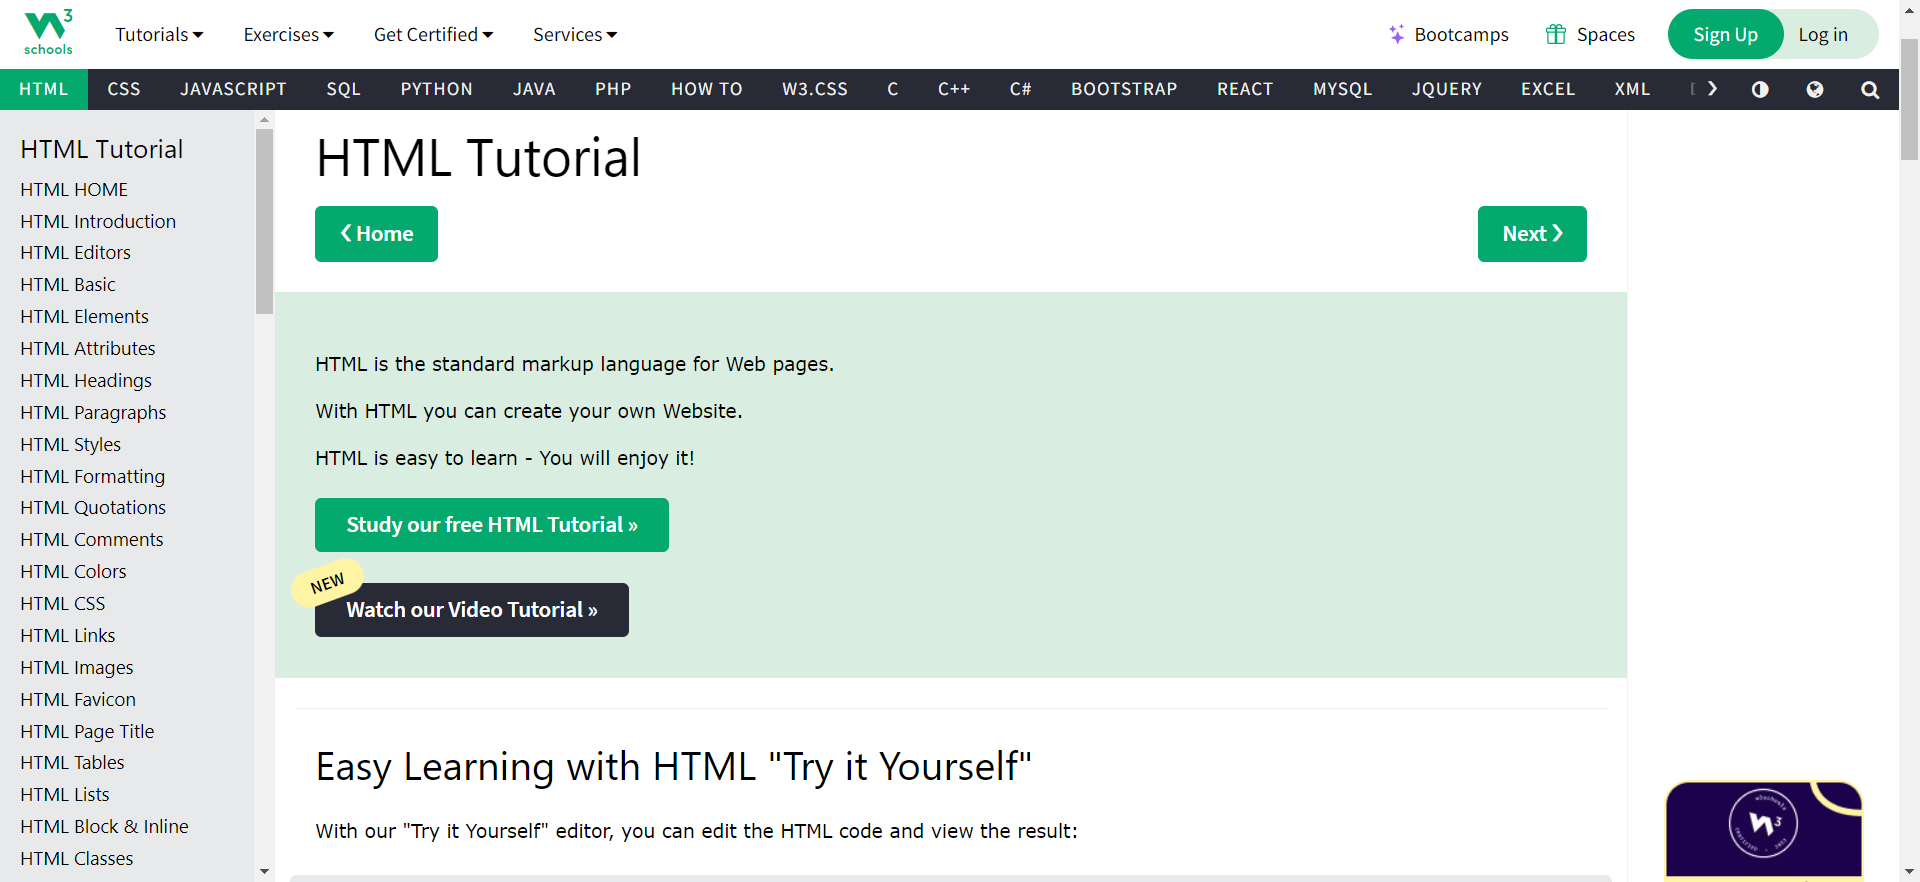 3
schools
Tutorials
Exercises
Get Certified
Services
Bootcamps
Spaces
Sign Up
Log in
HTML
CSS
JAVASCRIPT
SQL
PYTHON
JAVA
PHP
HOW TO
W3.CSS
C
C++
C#
BOOTSTRAP
REACT
MYSQL
JQUERY
EXCEL
XML
HTML Tutorial
HTML HOME
HTML Introduction
HTML Editors
HTML Basic
HTML Elements
HTML Attributes
HTML Headings
HTML Paragraphs
HTML Styles
HTML Formatting
HTML Quotations
HTML Comments
HTML Colors
HTML CSS
HTML Links
HTML Images
HTML Favicon
HTML Page Title
HTML Tables
HTML Lists
HTML Block & Inline
HTML Classes
HTML Tutorial
❮ Home
Next ❯
HTML is the standard markup language for Web pages.
With HTML you can create your own Website.
HTML is easy to learn - You will enjoy it!
Study our free HTML Tutorial »
NEW
Watch our Video Tutorial »
Easy Learning with HTML "Try it Yourself"
With our "Try it Yourself" editor, you can edit the HTML code and view the result:
w3schools
3